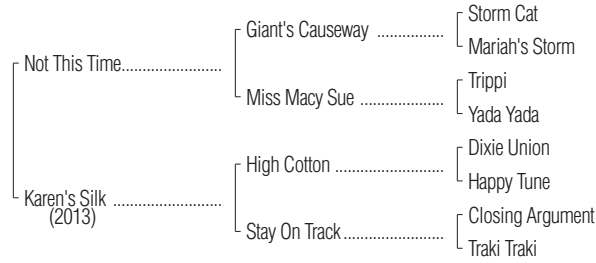 Storm Cat
Giant's Causeway ................
Mariah's Storm
Not This Time........................
Trippi
Miss Macy Sue ....................
Yada Yada
Dixie Union
High Cotton .........................
Happy Tune
Karen's Silk .........................
(2013)
Closing Argument
Stay On Track.......................
Traki Traki